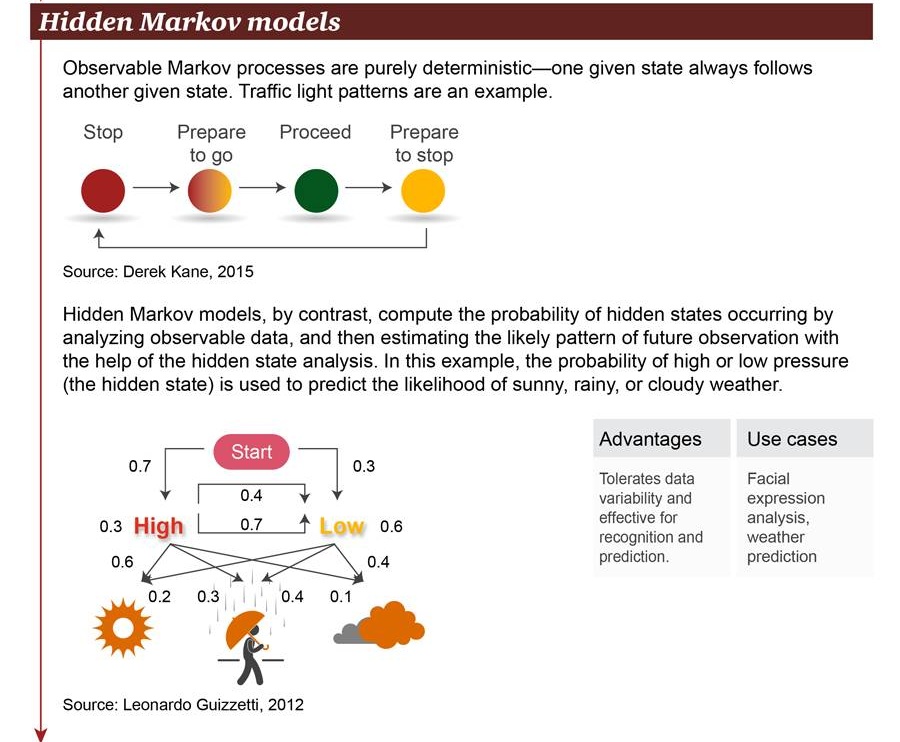 Hidden Markov models
Observable Markov processes are purely deterministic—one given state always follows
another given state. Traffic light patterns are an example.
Stop
Prepare
to go
Proceed
Prepare
to stop
Source: Derek Kane, 2015
Hidden Markov models, by contrast, compute the probability of hidden states occurring by
analyzing observable data, and then estimating the likely pattern of future observation with
the help of the hidden state analysis. In this example, the probability of high or low pressure
(the hidden state) is used to predict the likelihood of sunny, rainy, or cloudy weather.
Start
0.7
0.3
0.4
0.3 High
0.7
Low 0.6
0.6
0.4
0.2
0.3
0.4
0.1
Source: Leonardo Guizzetti, 2012
Advantages
Tolerates data
variability and
effective for
recognition and
prediction.
Use cases
Facial
expression
analysis,
weather
prediction